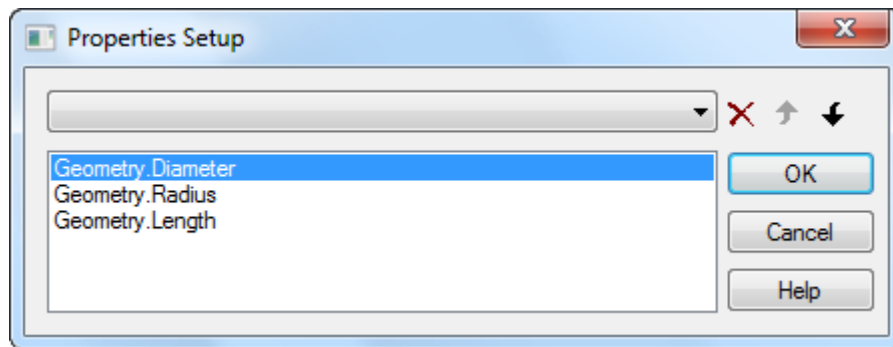 Properties Setup
Geometry.Diameter
Geometry.Radius
Geometry.Length
OK
Cancel
Help